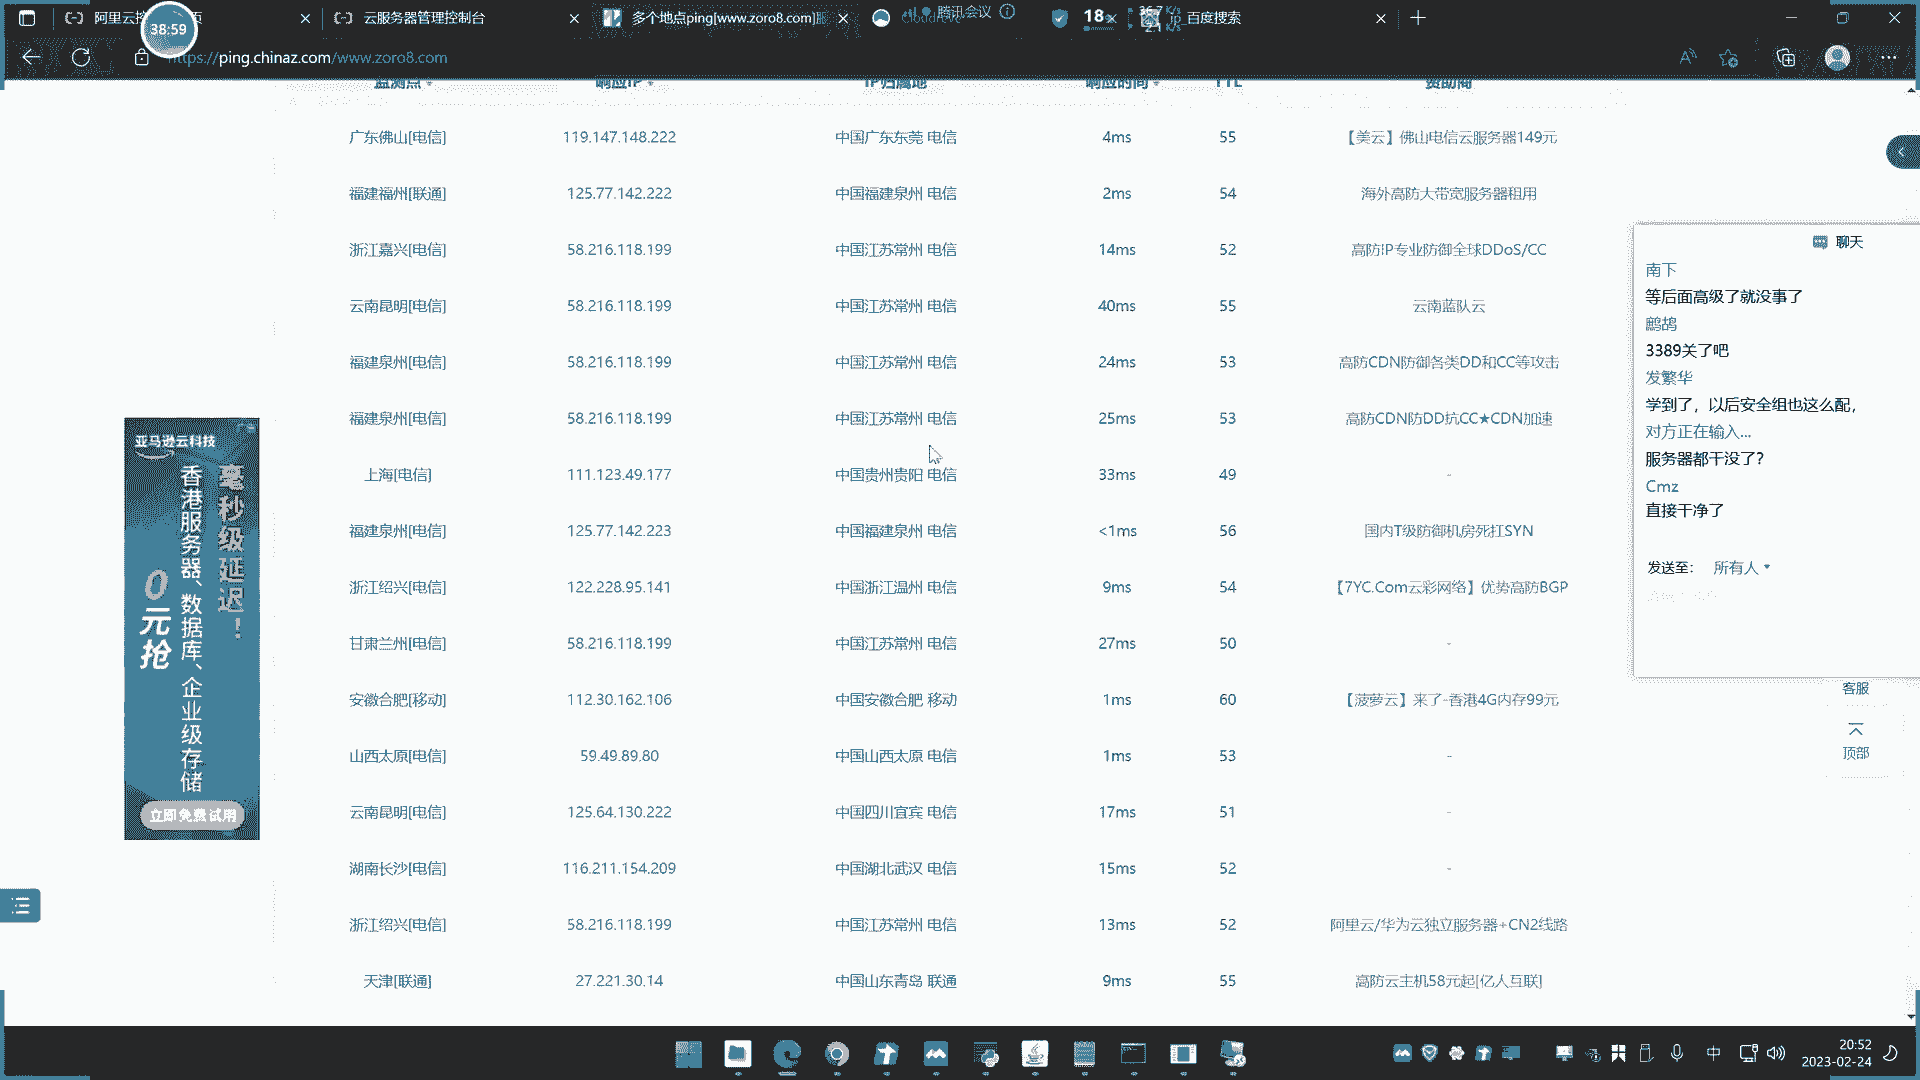 38:59
云服务器管理控制台
多个地点ping[www.zoro8.com]服
腾讯会议
18
ip_百度搜索
https://ping.chinaz.com/www.zoro8.com
监测点 响应IP IP归属地 响应时间 TTL 赞助商
广东佛山[电信] 119.147.148.222 中国广东东莞 电信 4ms 55 【美云】佛山电信云服务器149元
福建福州[联通] 125.77.142.222 中国福建泉州 电信 2ms 54 海外高防大带宽服务器租用
浙江嘉兴[电信] 58.216.118.199 中国江苏常州 电信 14ms 52 高防IP专业防御全球DDoS/CC
云南昆明[电信] 58.216.118.199 中国江苏常州 电信 40ms 55 云南蓝队云
福建泉州[电信] 58.216.118.199 中国江苏常州 电信 24ms 53 高防CDN防御各类DD和CC等攻击
福建泉州[电信] 58.216.118.199 中国江苏常州 电信 25ms 53 高防CDN防DD抗CC★CDN加速
上海[电信] 111.123.49.177 中国贵州贵阳 电信 33ms 49 -
福建泉州[电信] 125.77.142.223 中国福建泉州 电信 <1ms 56 国内T级防御机房死扛SYN
浙江绍兴[电信] 122.228.95.141 中国浙江温州 电信 9ms 54 【7YC.Com云彩网络】优势高防BGP
甘肃兰州[电信] 58.216.118.199 中国江苏常州 电信 27ms 50 -
安徽合肥[移动] 112.30.162.106 中国安徽合肥 移动 1ms 60 【菠萝云】来了-香港4G内存99元
山西太原[电信] 59.49.89.80 中国山西太原 电信 1ms 53 -
云南昆明[电信] 125.64.130.222 中国四川宜宾 电信 17ms 51 -
湖南长沙[电信] 116.211.154.209 中国湖北武汉 电信 15ms 52 -
浙江绍兴[电信] 58.216.118.199 中国江苏常州 电信 13ms 52 阿里云/华为云独立服务器+CN2线路
天津[联通] 27.221.30.14 中国山东青岛 联通 9ms 55 高防云主机58元起[亿人互联]
亚马逊云科技
毫秒级延迟！
香港服务器、数据库、企业级存储
0元抢
立即免费试用
聊天
南下
等后面高级了就没事了
鹧鸪
3389关了吧
发繁华
学到了，以后安全组也这么配，
对方正在输入...
服务器都干没了?
Cmz
直接干净了
发送至: 所有人
客服
顶部
中
20:52
2023-02-24